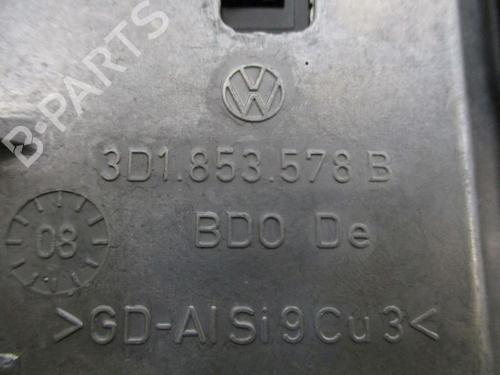 B-PARTS
3D1.853.578 B
08
BDO De
>GD-AlSi9Cu3<